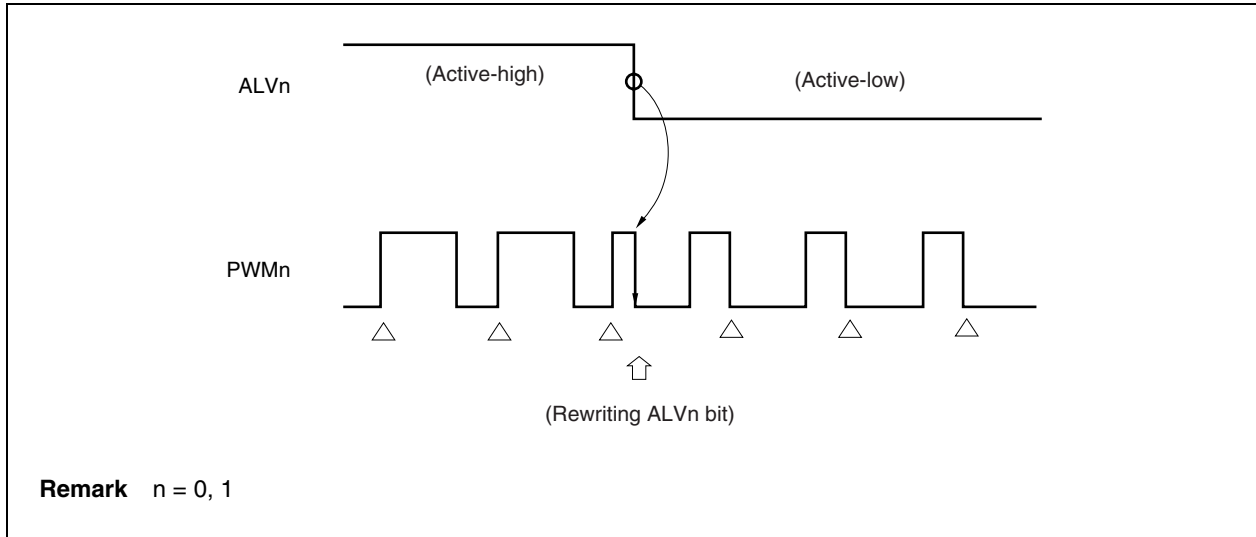 ALVn
(Active-high)
(Active-low)
PWMn
(Rewriting ALVn bit)
Remark n = 0, 1